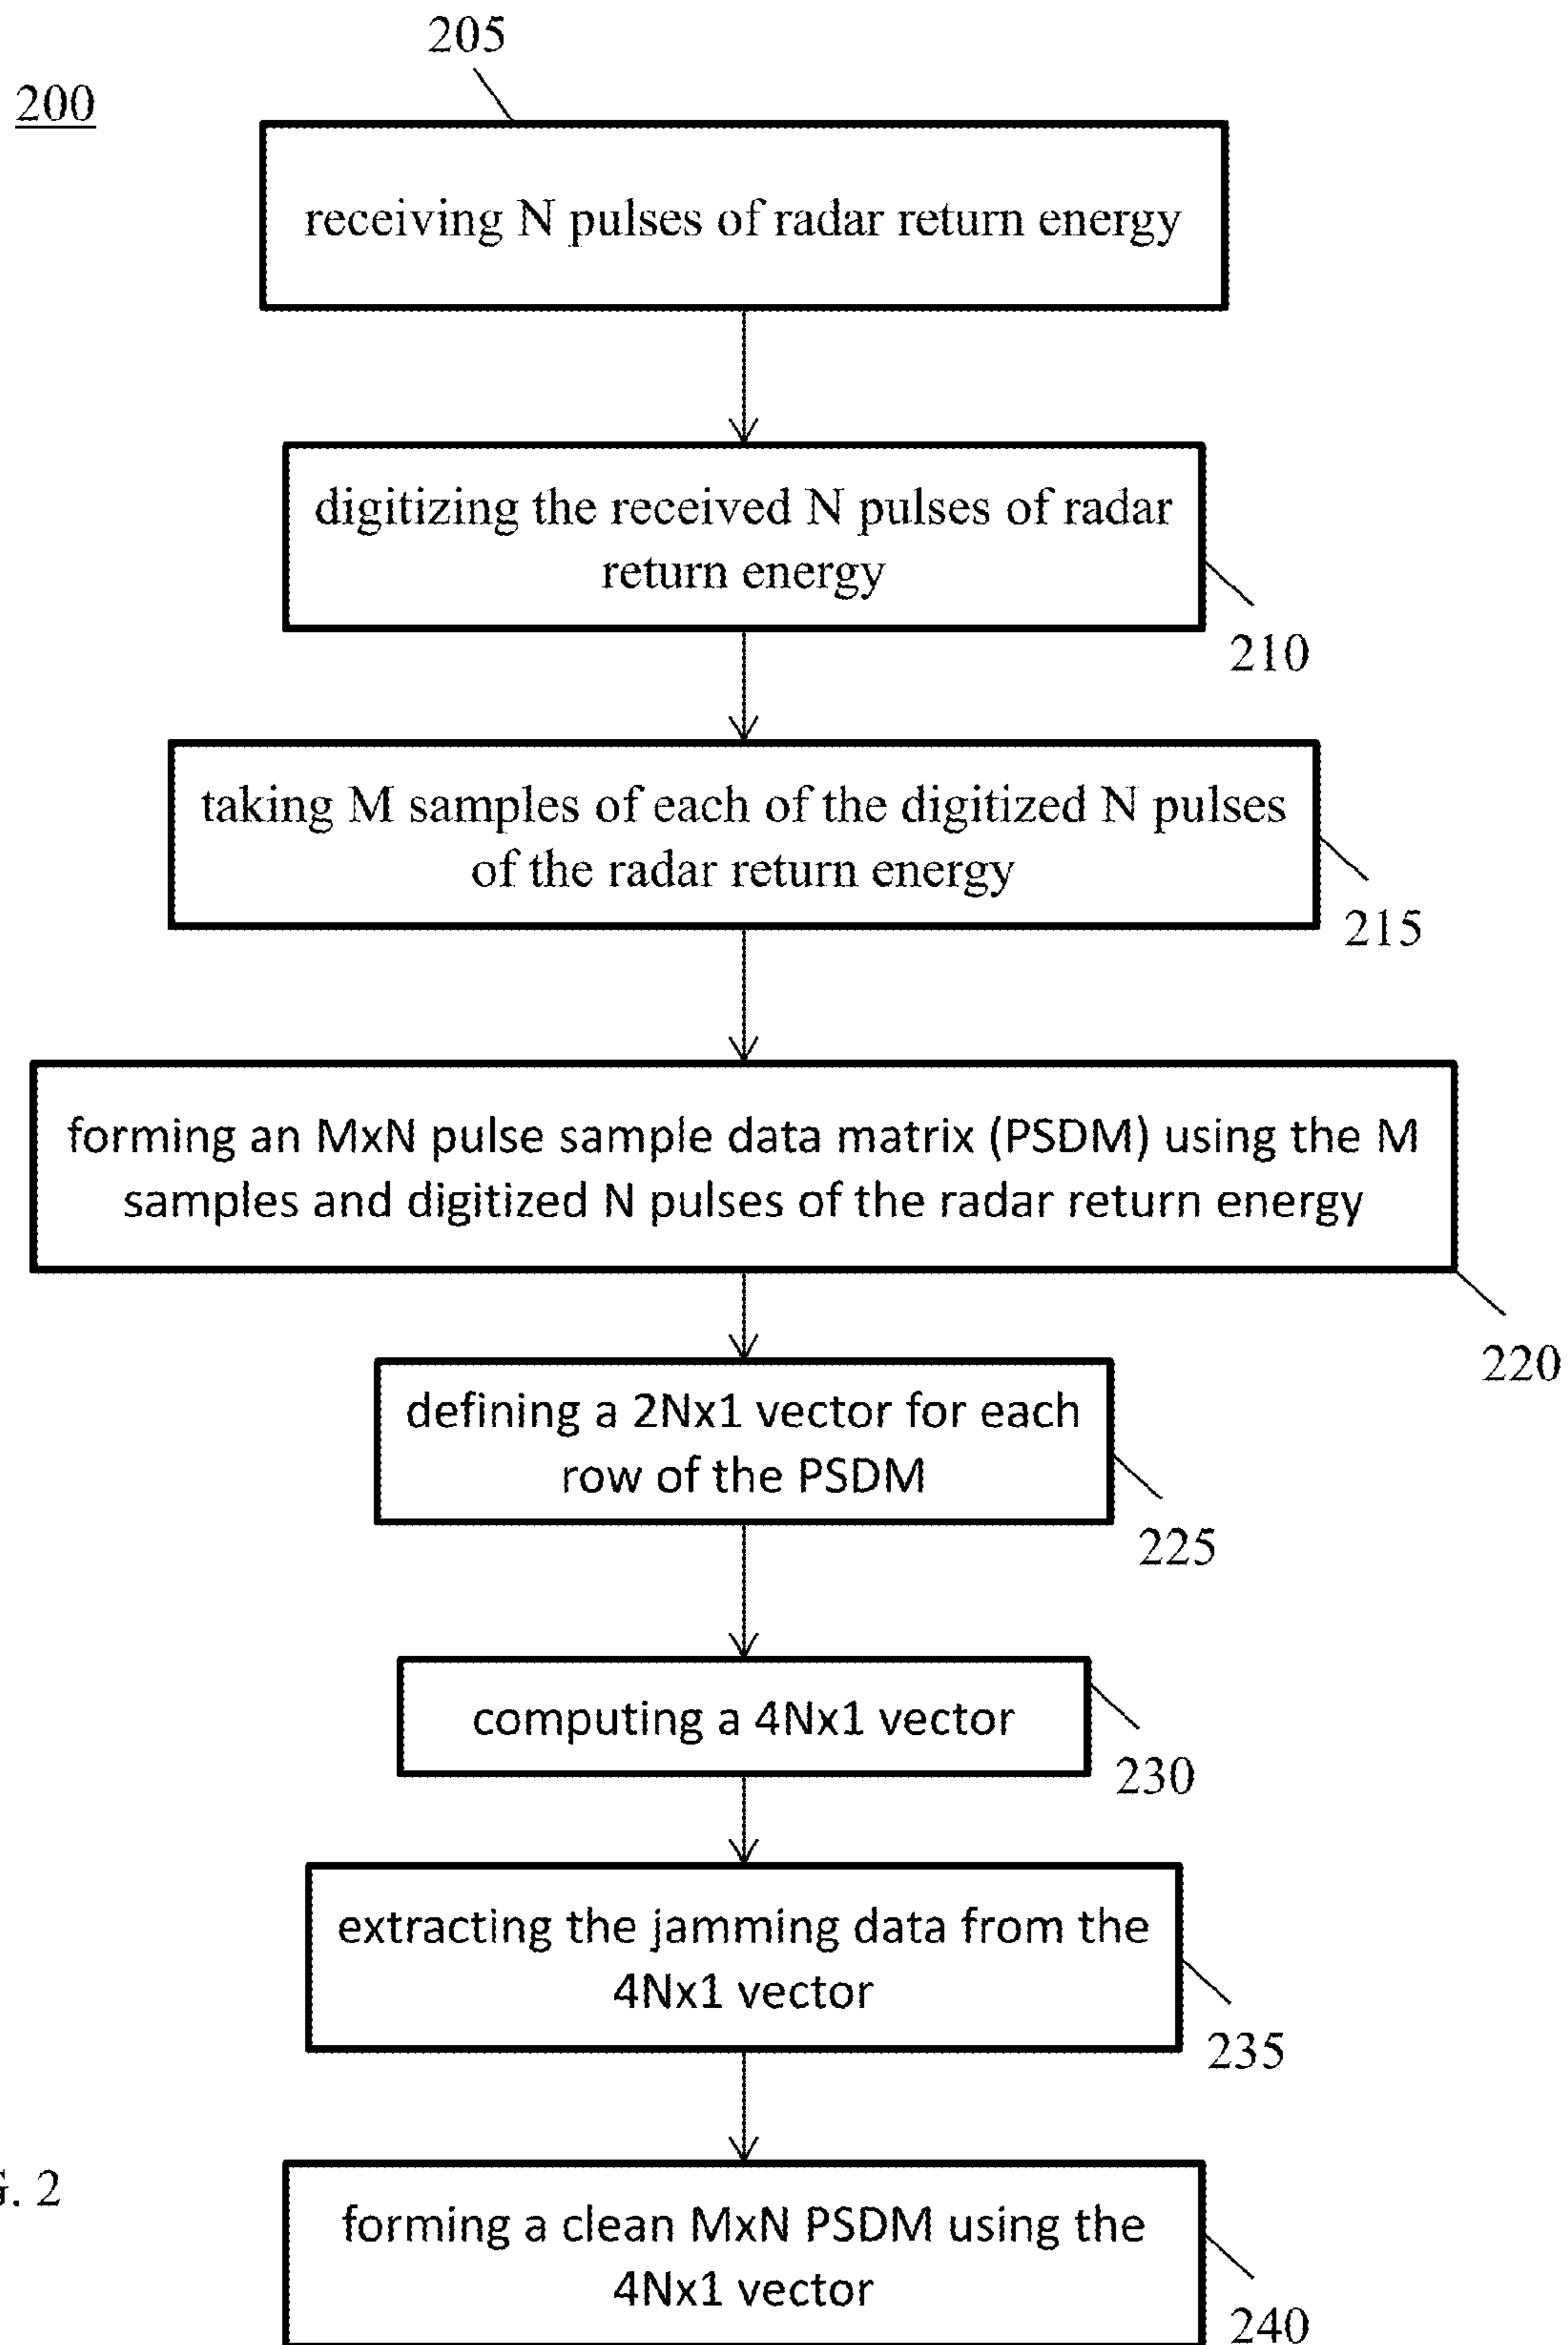 205
200
receiving N pulses of radar return energy
digitizing the received N pulses of radar
return energy
210
taking M samples of each of the digitized N pulses
of the radar return energy
215
forming an MxN pulse sample data matrix (PSDM) using the M
samples and digitized N pulses of the radar return energy
220
defining a 2Nx1 vector for each
row of the PSDM
225
computing a 4Nx1 vector
230
extracting the jamming data from the
4Nx1 vector
235
G. 2
forming a clean MxN PSDM using the
4Nx1 vector
240